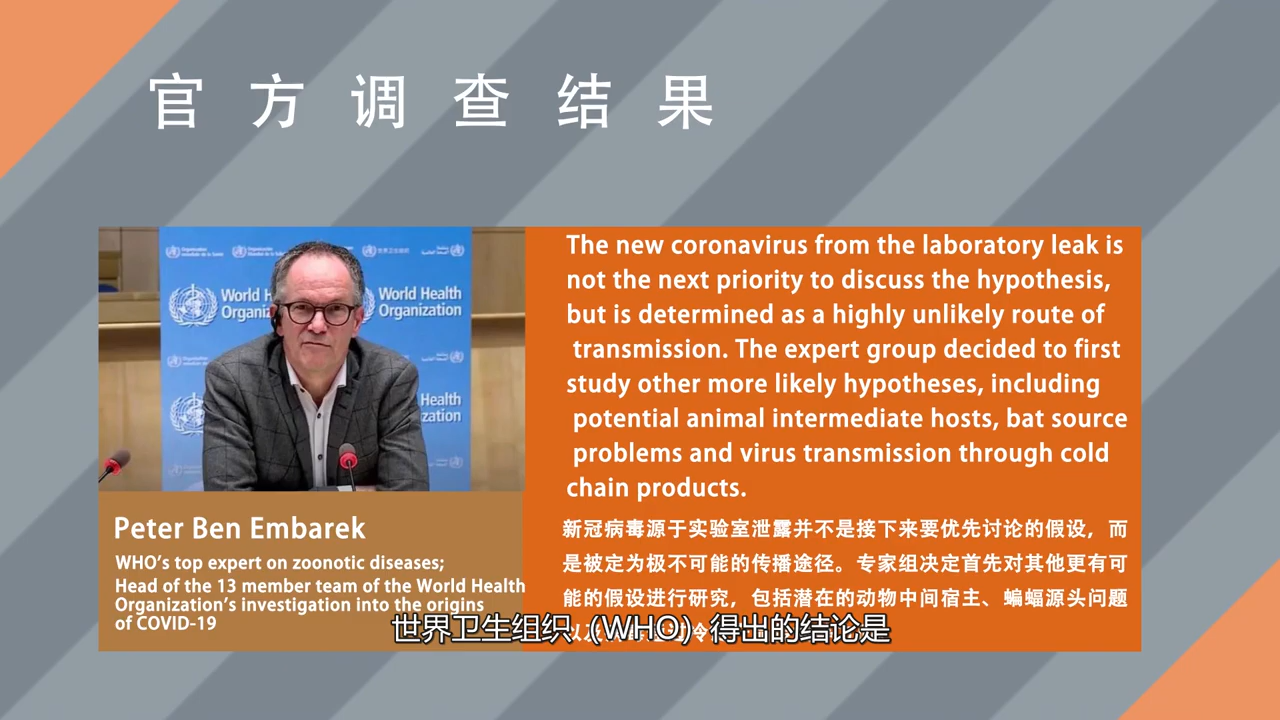 官方调查结果
World Health
Organization
World Health
Organization
Health
Organization
Peter Ben Embarek
WHO’s top expert on zoonotic diseases;
Head of the 13 member team of the World Health
Organization’s investigation into the origins
of COVID-19
The new coronavirus from the laboratory leak is
not the next priority to discuss the hypothesis,
but is determined as a highly unlikely route of
transmission. The expert group decided to first
study other more likely hypotheses, including
potential animal intermediate hosts, bat source
problems and virus transmission through cold
chain products.
新冠病毒源于实验室泄露并不是接下来要优先讨论的假设，而
是被定为极不可能的传播途径。专家组决定首先对其他更有可
能的假设进行研究，包括潜在的动物中间宿主、蝙蝠源头问题
世界卫生组织（WHO）得出的结论是